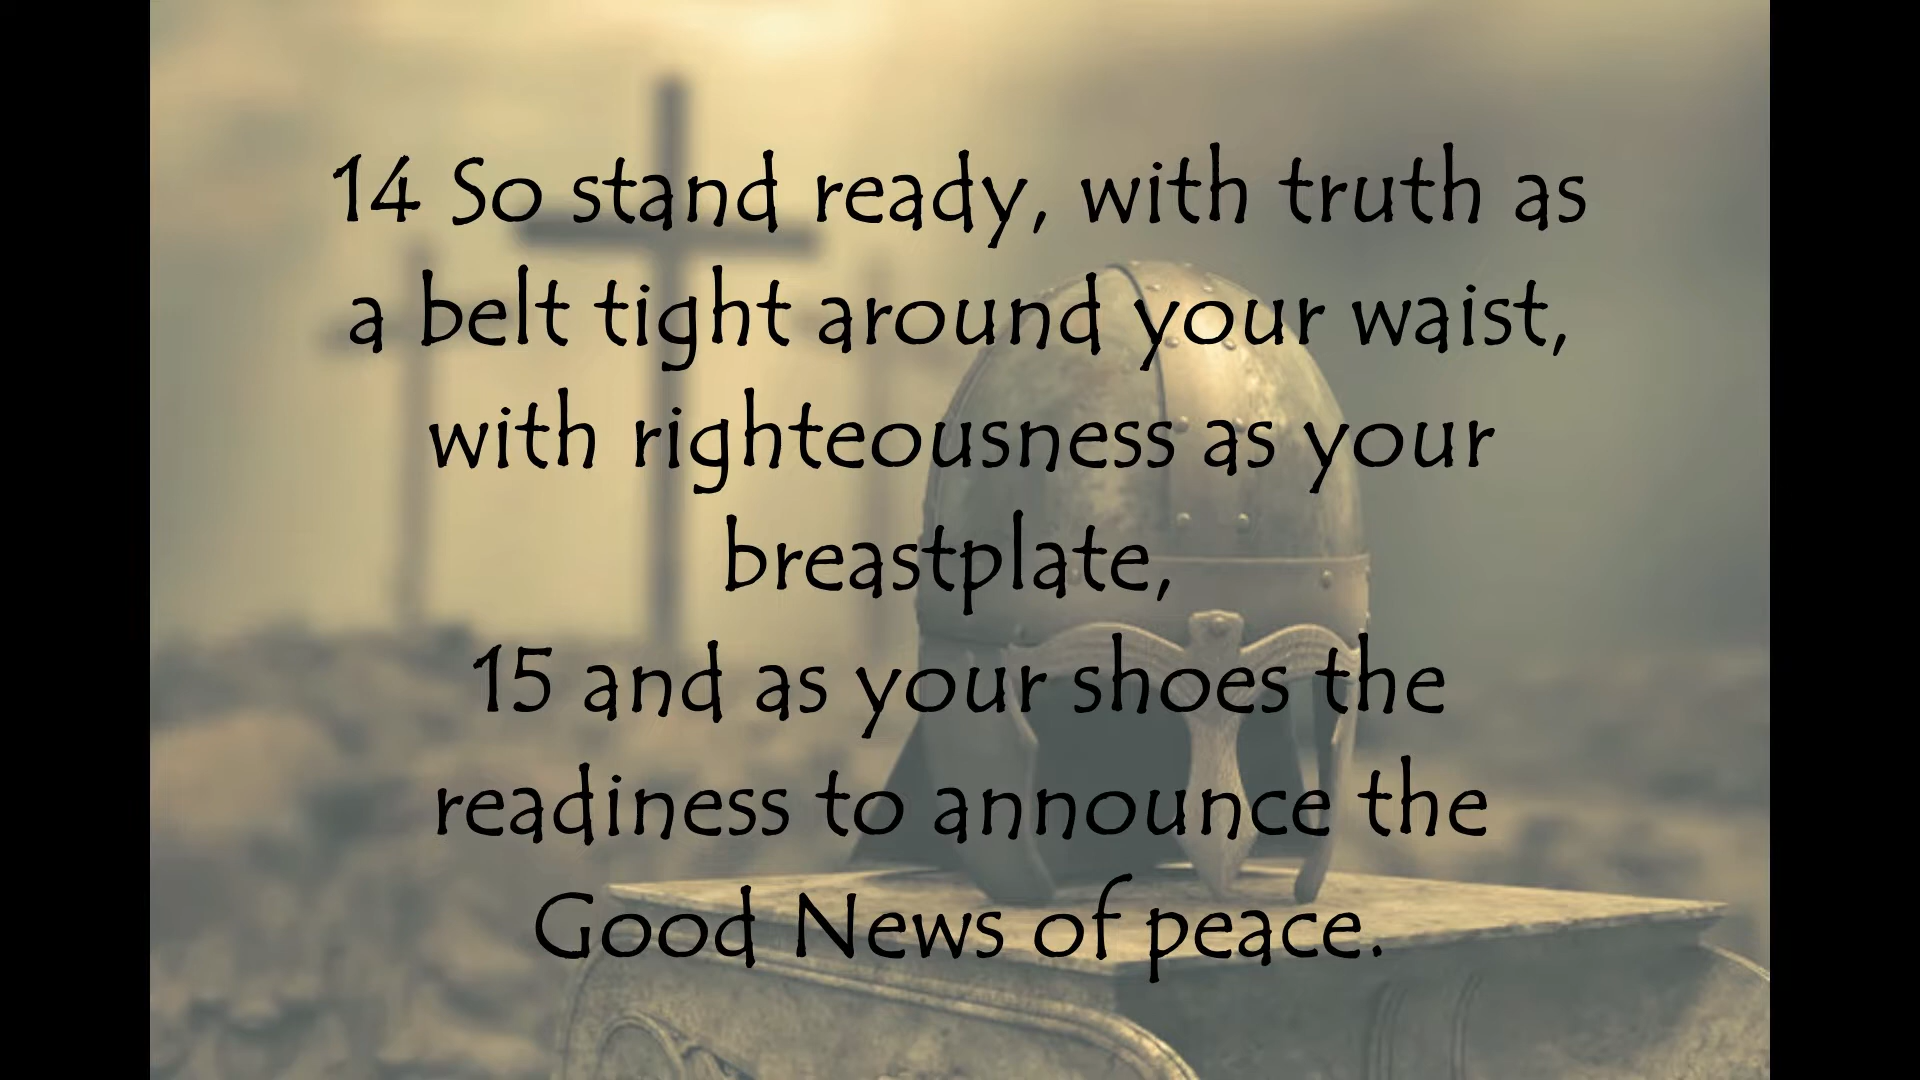 14 So stand ready, with truth as
a belt tight around your waist,
with righteousness as your
breastplate,
15 and as your shoes the
readiness to announce the
Good News of peace.